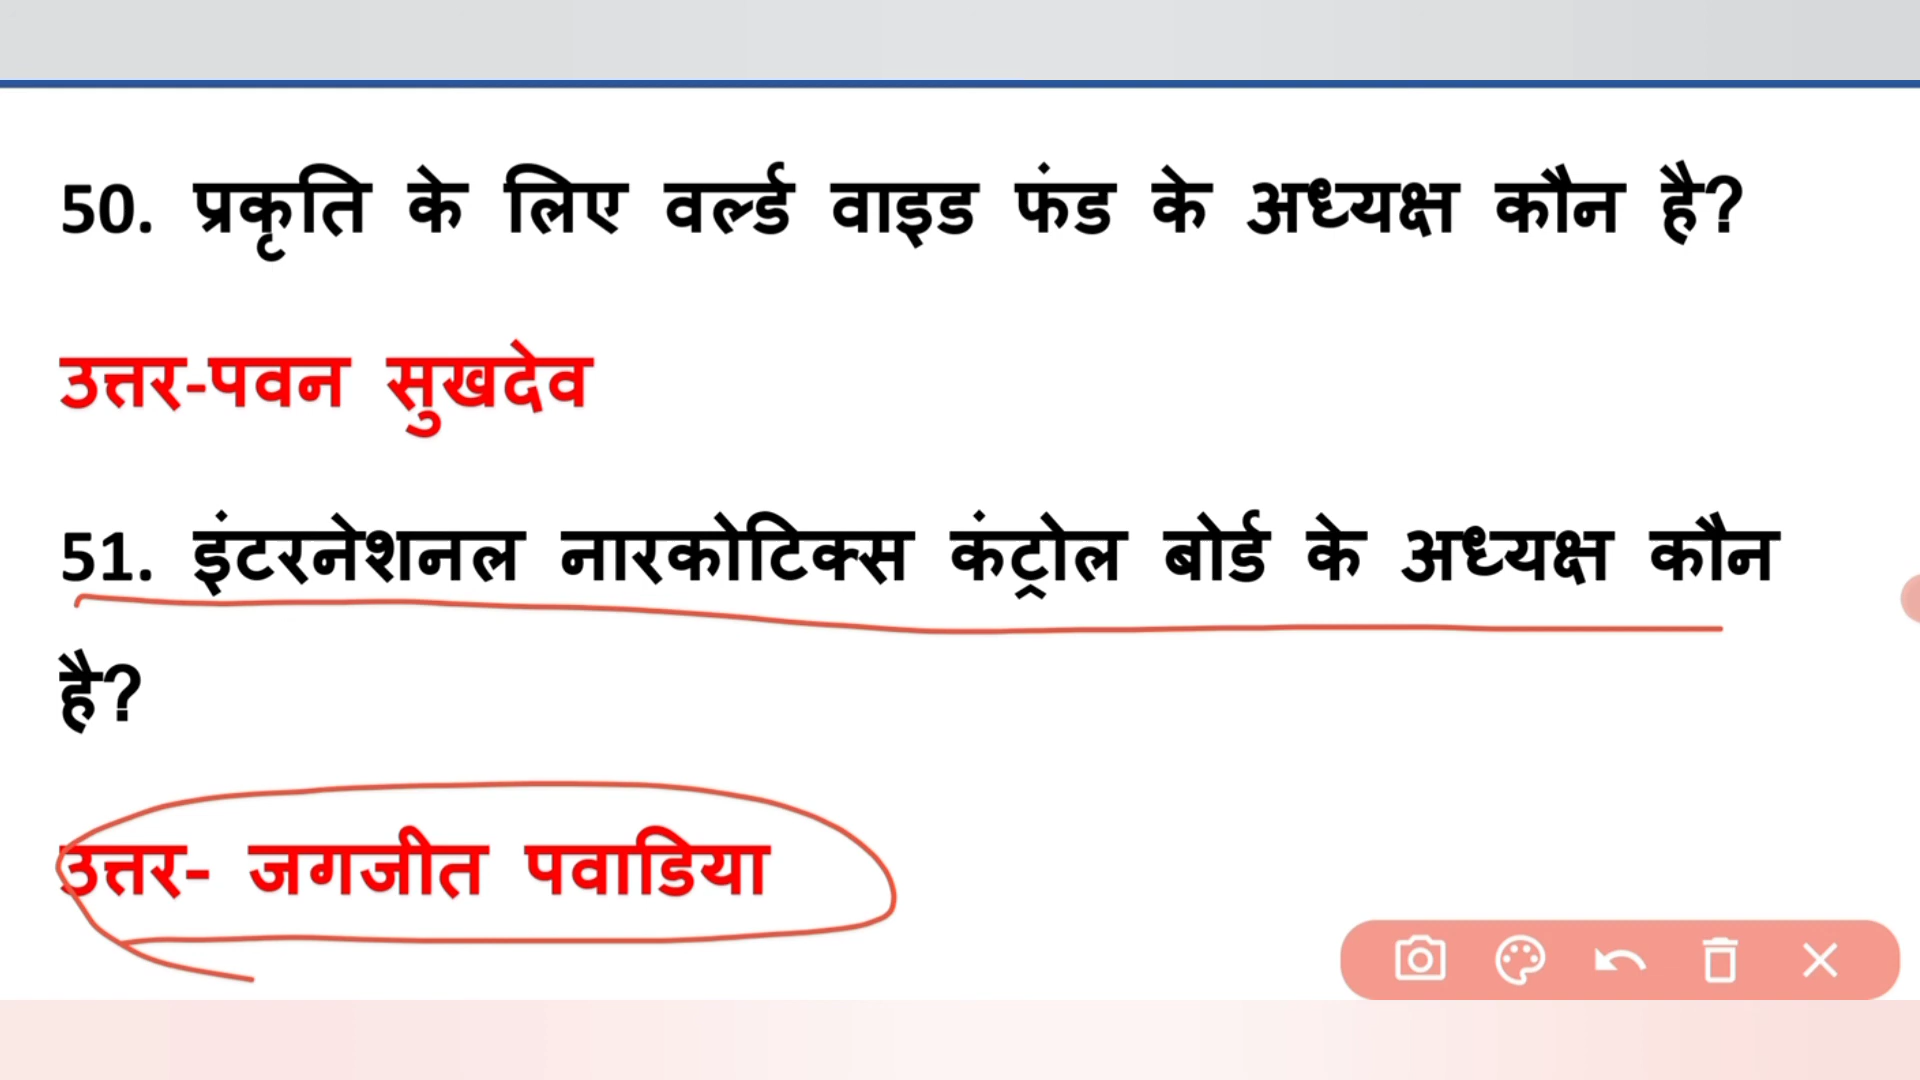 50. प्रकृति के लिए वर्ल्ड वाइड फंड के अध्यक्ष कौन है?
उत्तर-पवन सुखदेव
51. इंटरनेशनल नारकोटिक्स कंट्रोल बोर्ड के अध्यक्ष कौन
है?
उत्तर- जगजीत पवाडिया